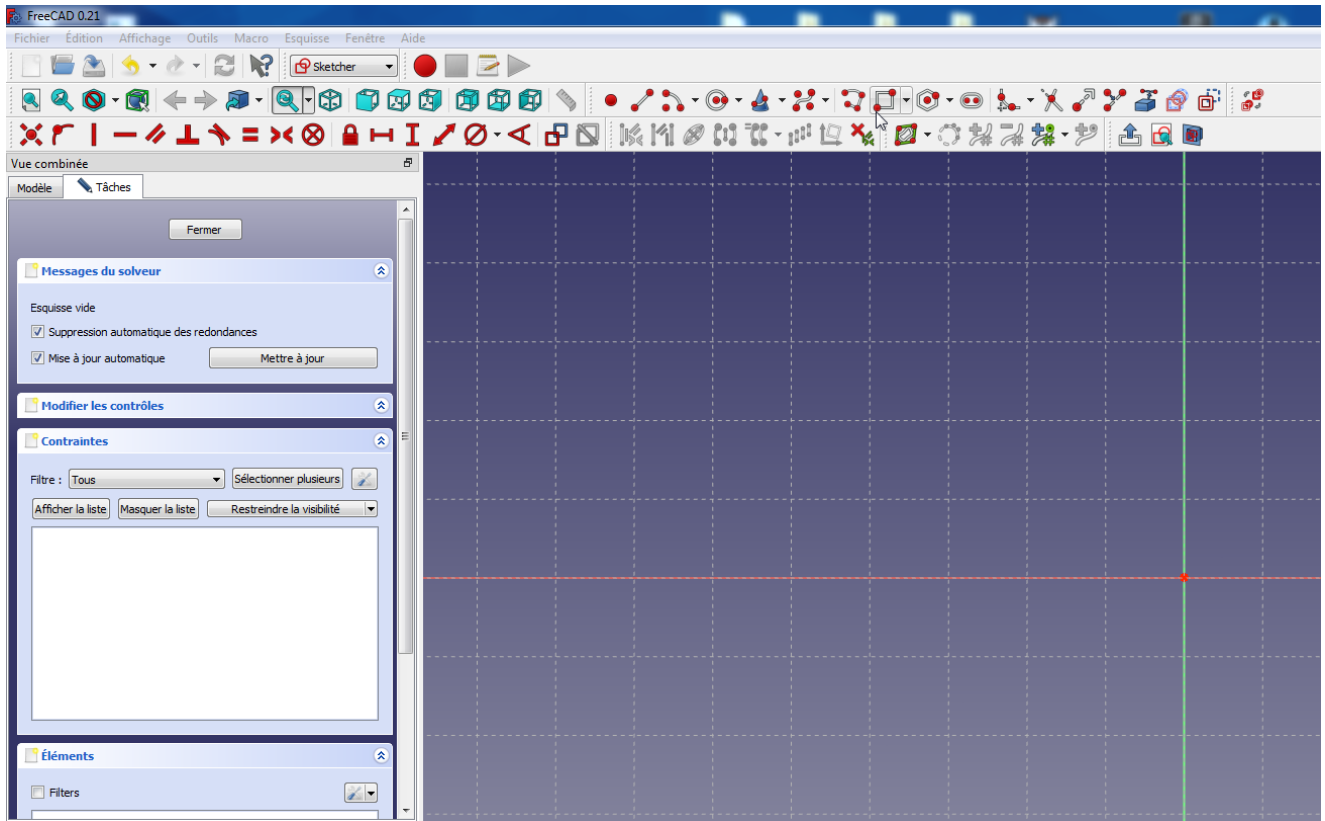 FreeCAD 0.21
Fichier Édition Affichage Outils Macro Esquisse Fenêtre Aide
Sketcher
Vue combinée
Modèle Tâches
Fermer
Messages du solveur
Esquisse vide
Suppression automatique des redondances
Mise à jour automatique Mettre à jour
Modifier les contrôles
Contraintes
Filtre : Tous Sélectionner plusieurs
Afficher la liste Masquer la liste Restreindre la visibilité
Éléments
Filters